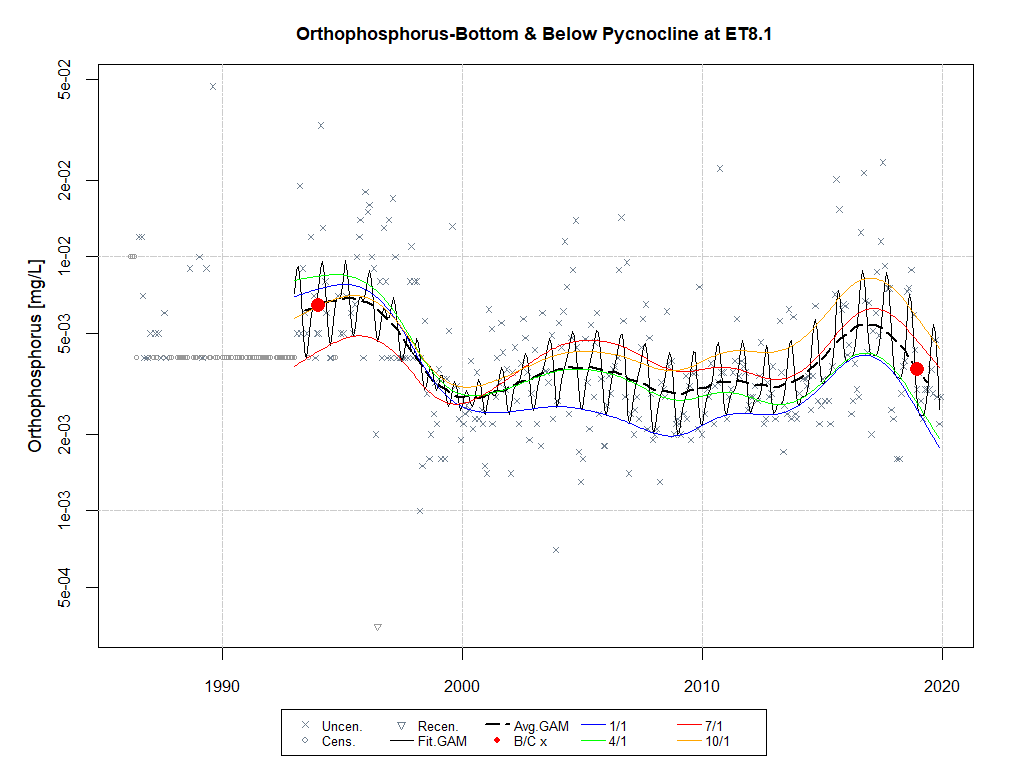 Orthophosphorus-Bottom & Below Pycnocline at ET8.1
Orthophosphorus [mg/L]
5e-02
2e-02
1e-02
5e-03
2e-03
1e-03
5e-04
1990 2000 2010 2020
Uncen. Recen. Avg.GAM 1/1 7/1
Cens. Fit.GAM B/C x 4/1 10/1